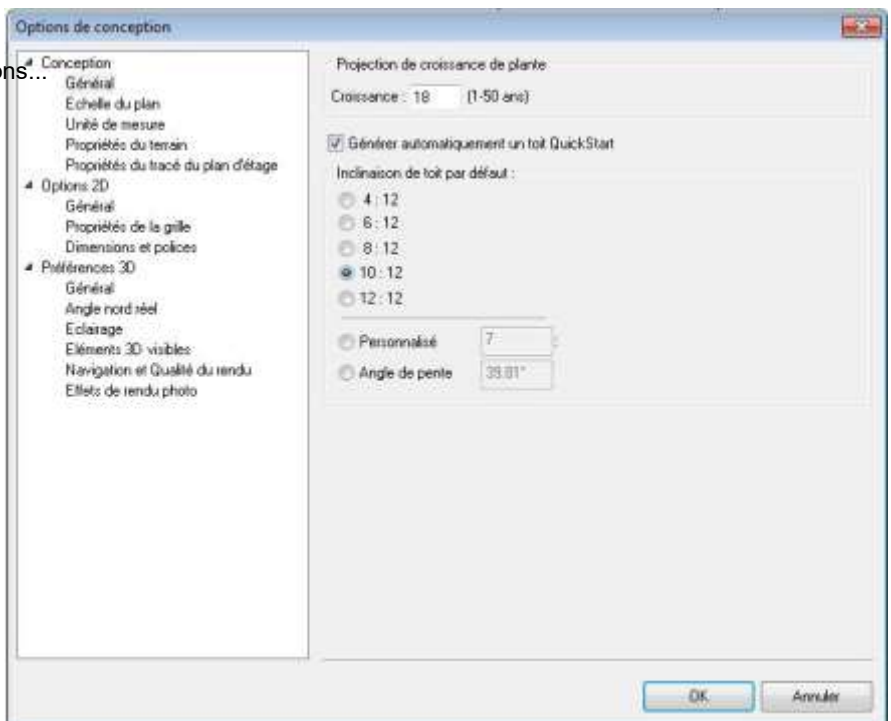 Options de conception
ons...
Conception
Général
Echelle du plan
Unité de mesure
Propriétés du terrain
Propriétés du tracé du plan d'étage
Options 2D
Général
Propriétés de la grille
Dimensions et polices
Préférences 3D
Général
Angle nord réel
Eclairage
Eléments 3D visibles
Navigation et Qualité du rendu
Effets de rendu photo
Projection de croissance de plante
Croissance : 18 (1-50 ans)
Générer automatiquement un toit QuickStart
Inclinaison de toit par défaut :
4 : 12
6 : 12
8 : 12
10 : 12
12 : 12
Personnalisé 7 :
Angle de pente 39.81°
OK Annuler